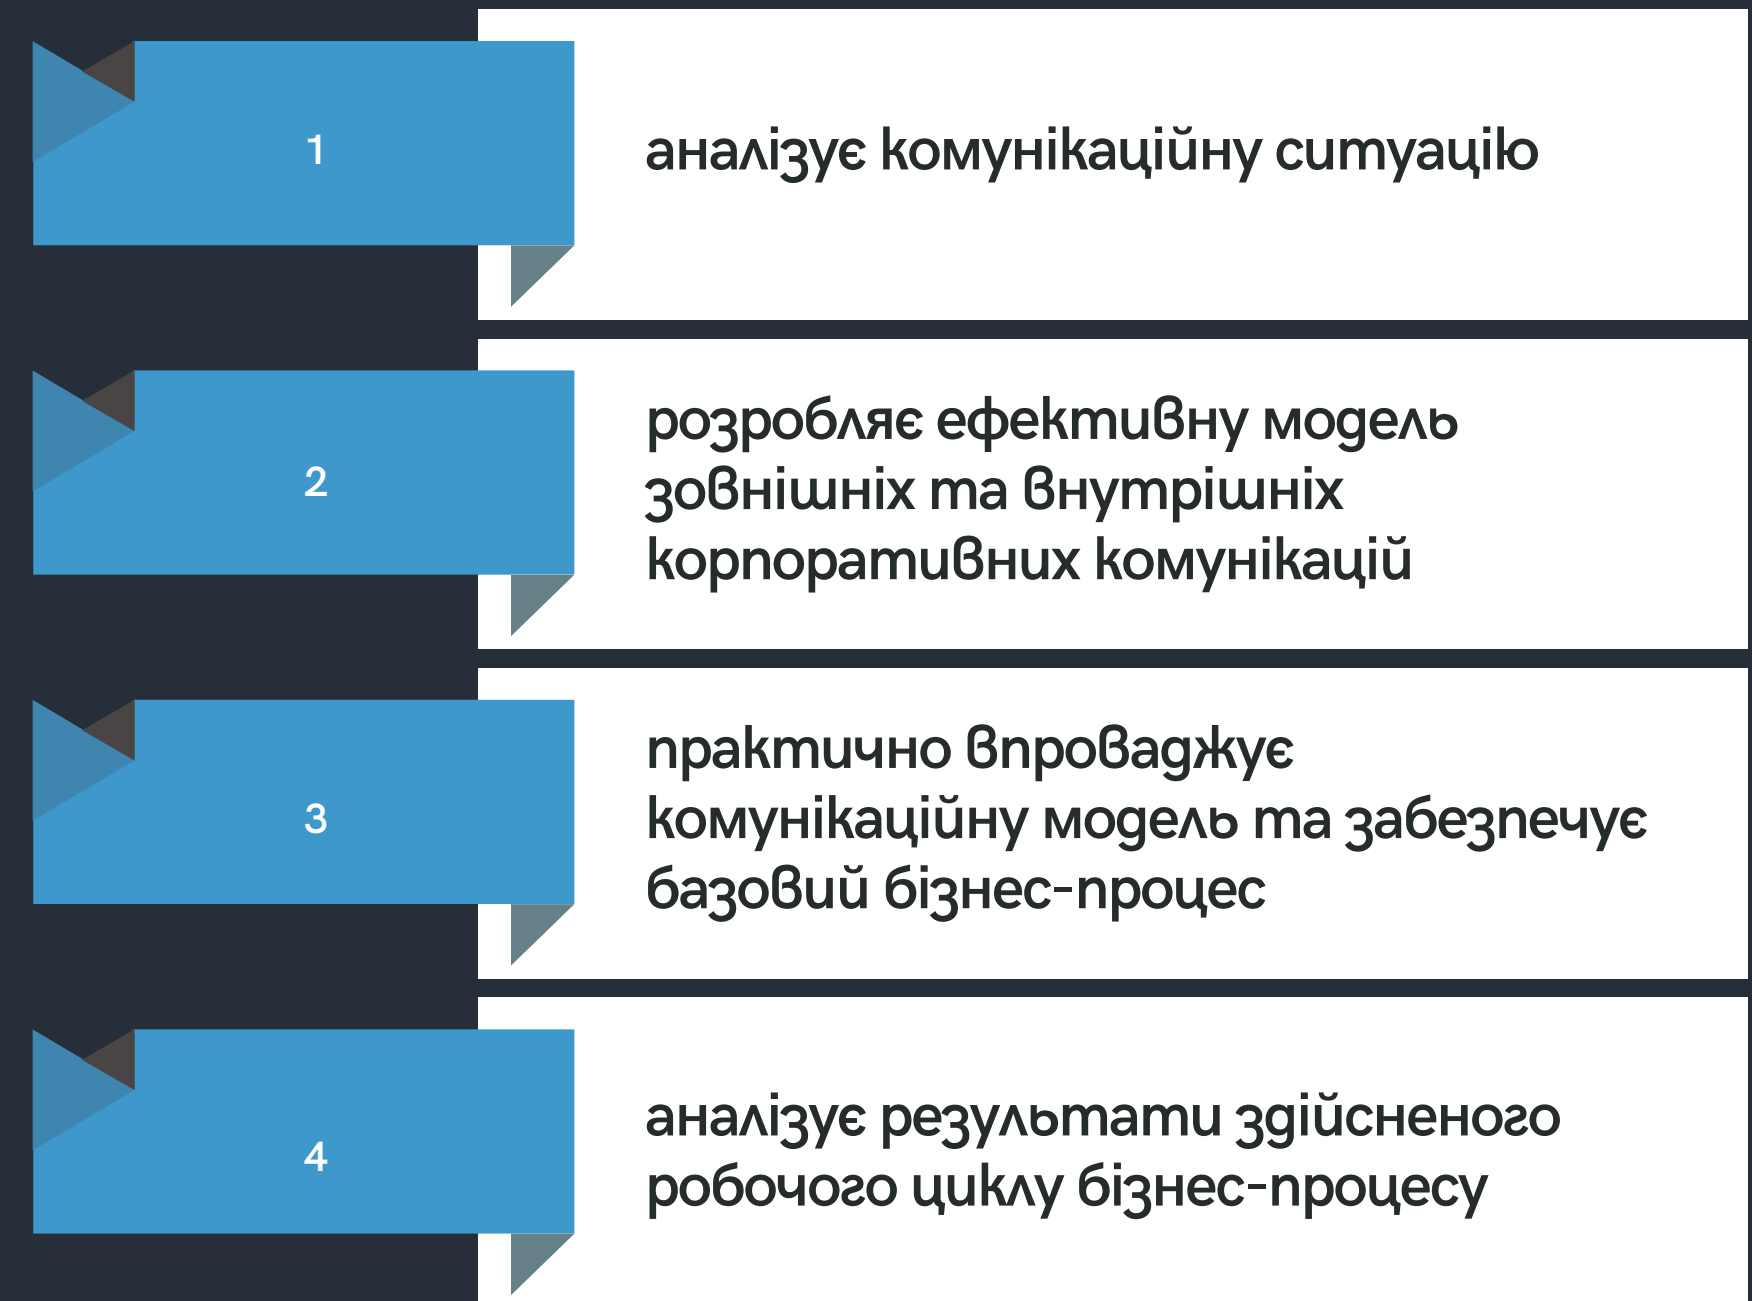 1
аналізує комунікаційну ситуацію
2
розробляє ефективну модель
зовнішніх та внутрішніх
корпоративних комунікацій
3
практично впроваджує
комунікаційну модель та забезпечує
базовий бізнес-процес
4
аналізує результати здійсненого
робочого циклу бізнес-процесу